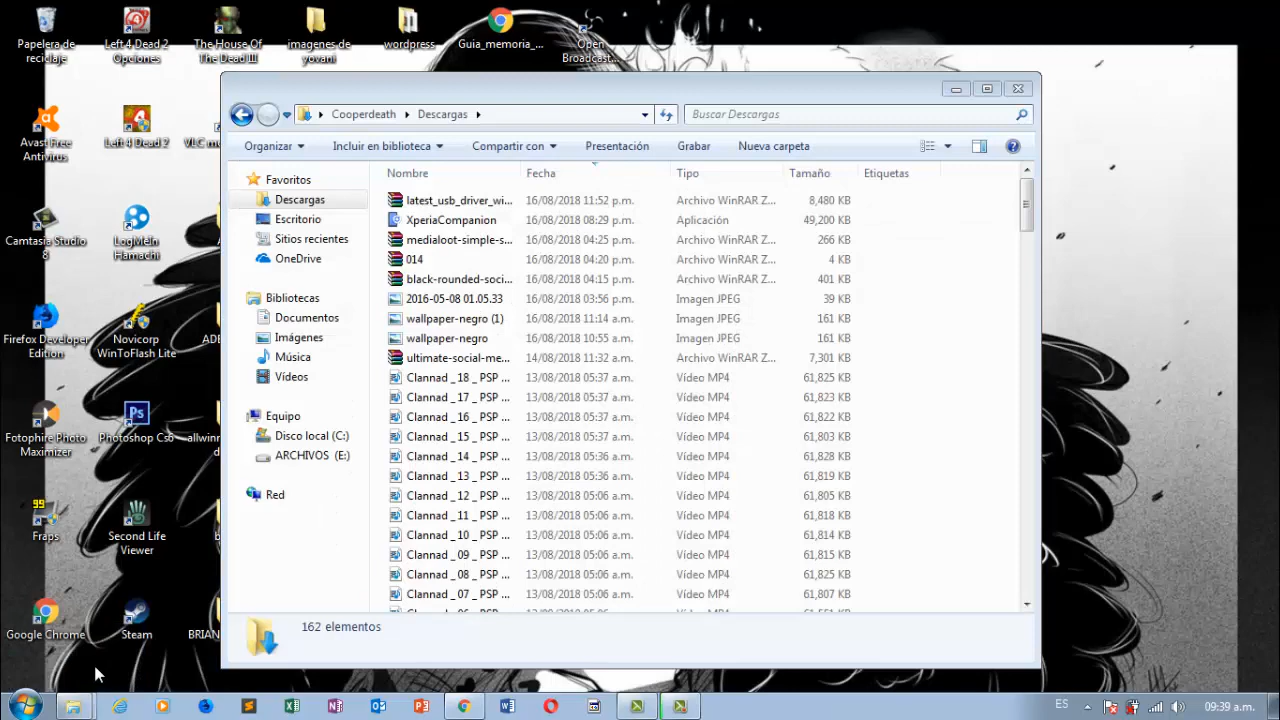 Papelera de reciclaje
Left 4 Dead 2 Opciones
The House Of The Dead III
imagenes de yovani
wordpress
Guia_memoria_...
Open Broadcast...
Avast Free Antivirus
Left 4 Dead 2
VLC me
Camtasia Studio 8
LogMeIn Hamachi
Firefox Developer Edition
Novicorp WinToFlash Lite
ADE
Fotophire Photo Maximizer
Photoshop Cs6
allwinn
d
99
Fraps
Second Life Viewer
Google Chrome
Steam
BRIAN
Cooperdeath
Descargas
Buscar Descargas
Organizar
Incluir en biblioteca
Compartir con
Presentación
Grabar
Nueva carpeta
Favoritos
Descargas
Escritorio
Sitios recientes
OneDrive
Bibliotecas
Documentos
Imágenes
Música
Vídeos
Equipo
Disco local (C:)
ARCHIVOS (E:)
Red
Nombre Fecha Tipo Tamaño Etiquetas
latest_usb_driver_wi... 16/08/2018 11:52 p.m. Archivo WinRAR Z... 8,480 KB
XperiaCompanion 16/08/2018 08:29 p.m. Aplicación 49,200 KB
medialoot-simple-s... 16/08/2018 04:25 p.m. Archivo WinRAR Z... 266 KB
014 16/08/2018 04:20 p.m. Archivo WinRAR Z... 4 KB
black-rounded-soci... 16/08/2018 04:15 p.m. Archivo WinRAR Z... 401 KB
2016-05-08 01.05.33 16/08/2018 03:56 p.m. Imagen JPEG 39 KB
wallpaper-negro (1) 16/08/2018 11:14 a.m. Imagen JPEG 161 KB
wallpaper-negro 16/08/2018 10:55 a.m. Imagen JPEG 161 KB
ultimate-social-me... 14/08/2018 11:32 a.m. Archivo WinRAR Z... 7,301 KB
Clannad _ 18 _ PSP ... 13/08/2018 05:37 a.m. Vídeo MP4 61,825 KB
Clannad _ 17 _ PSP ... 13/08/2018 05:37 a.m. Vídeo MP4 61,823 KB
Clannad _ 16 _ PSP ... 13/08/2018 05:37 a.m. Vídeo MP4 61,822 KB
Clannad _ 15 _ PSP ... 13/08/2018 05:37 a.m. Vídeo MP4 61,803 KB
Clannad _ 14 _ PSP ... 13/08/2018 05:36 a.m. Vídeo MP4 61,828 KB
Clannad _ 13 _ PSP ... 13/08/2018 05:36 a.m. Vídeo MP4 61,819 KB
Clannad _ 12 _ PSP ... 13/08/2018 05:06 a.m. Vídeo MP4 61,805 KB
Clannad _ 11 _ PSP ... 13/08/2018 05:06 a.m. Vídeo MP4 61,818 KB
Clannad _ 10 _ PSP ... 13/08/2018 05:06 a.m. Vídeo MP4 61,814 KB
Clannad _ 09 _ PSP ... 13/08/2018 05:06 a.m. Vídeo MP4 61,815 KB
Clannad _ 08 _ PSP ... 13/08/2018 05:06 a.m. Vídeo MP4 61,825 KB
Clannad _ 07 _ PSP ... 13/08/2018 05:06 a.m. Vídeo MP4 61,807 KB
162 elementos
ES
09:39 a.m.